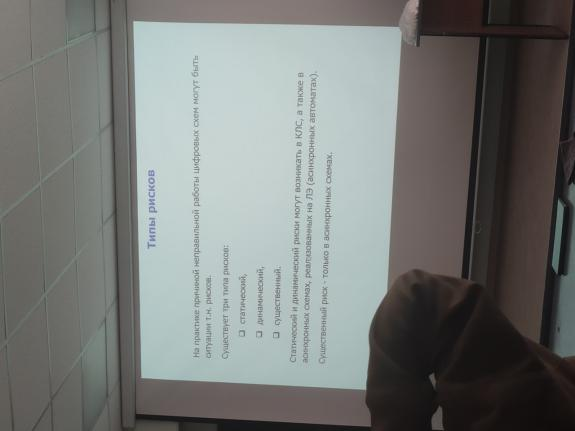 Типы рисков
На практике причиной неправильной работы цифровых схем могут быть
ситуации т.н. рисков.
Существует три типа рисков:
❑ статический,
❑ динамический,
❑ существенный.
Статический и динамический риски могут возникать в КЛС, а также в
асинхронных схемах, реализованных на ЛЭ (асинхронных автоматах).
Существенный риск - только в асинхронных схемах.